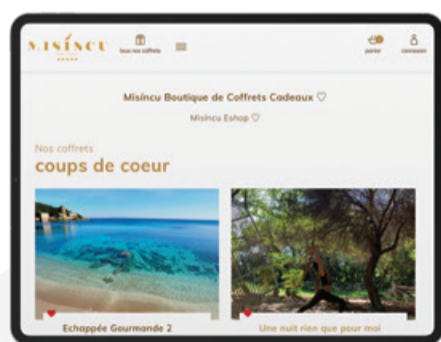 MISÍNCU
tous nos coffrets
panier
connexion
Misíncu Boutique de Coffrets Cadeaux ♡
Misíncu Eshop ♡
Nos coffrets
coups de coeur
Echappée Gourmande 2
Une nuit rien que pour moi